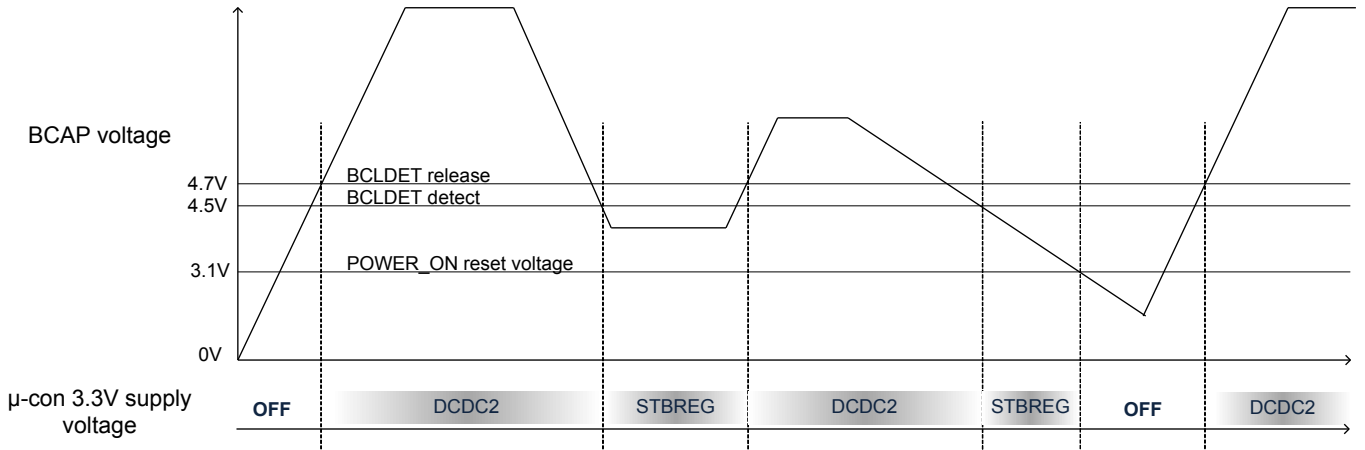 BCAP voltage
4.7V
BCLDET release
4.5V
BCLDET detect
3.1V
POWER_ON reset voltage
0V
μ-con 3.3V supply
voltage
OFF
DCDC2
STBREG
DCDC2
STBREG
OFF
DCDC2